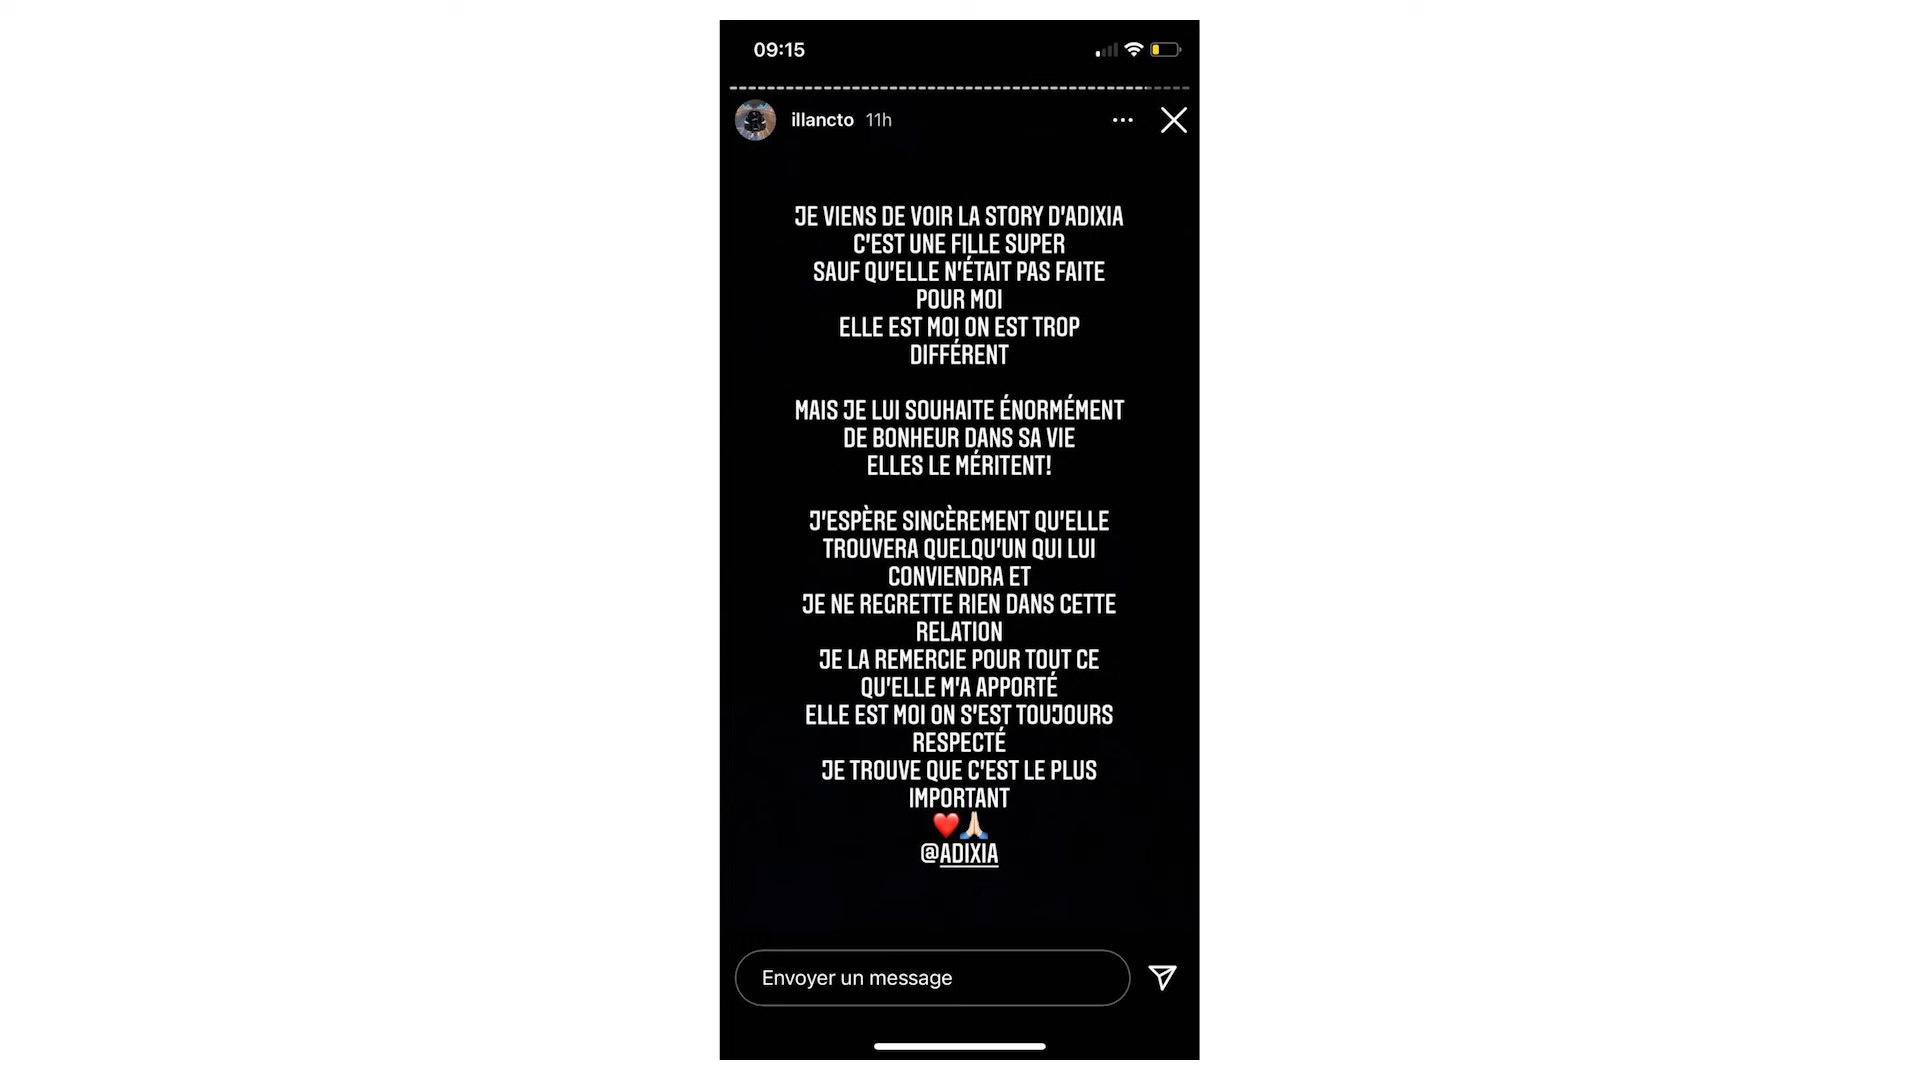 09:15
illancto 11h
JE VIENS DE VOIR LA STORY D'ADIXIA
C'EST UNE FILLE SUPER
SAUF QU'ELLE N'ÉTAIT PAS FAITE
POUR MOI
ELLE EST MOI ON EST TROP
DIFFÉRENT
MAIS JE LUI SOUHAITE ÉNORMÉMENT
DE BONHEUR DANS SA VIE
ELLES LE MÉRITENT!
J'ESPÈRE SINCÈREMENT QU'ELLE
TROUVERA QUELQU'UN QUI LUI
CONVIENDRA ET
JE NE REGRETTE RIEN DANS CETTE
RELATION
JE LA REMERCIE POUR TOUT CE
QU'ELLE M'A APPORTÉ
ELLE EST MOI ON S'EST TOUJOURS
RESPECTÉ
JE TROUVE QUE C'EST LE PLUS
IMPORTANT
❤️🙏🏻
@ADIXIA
Envoyer un message